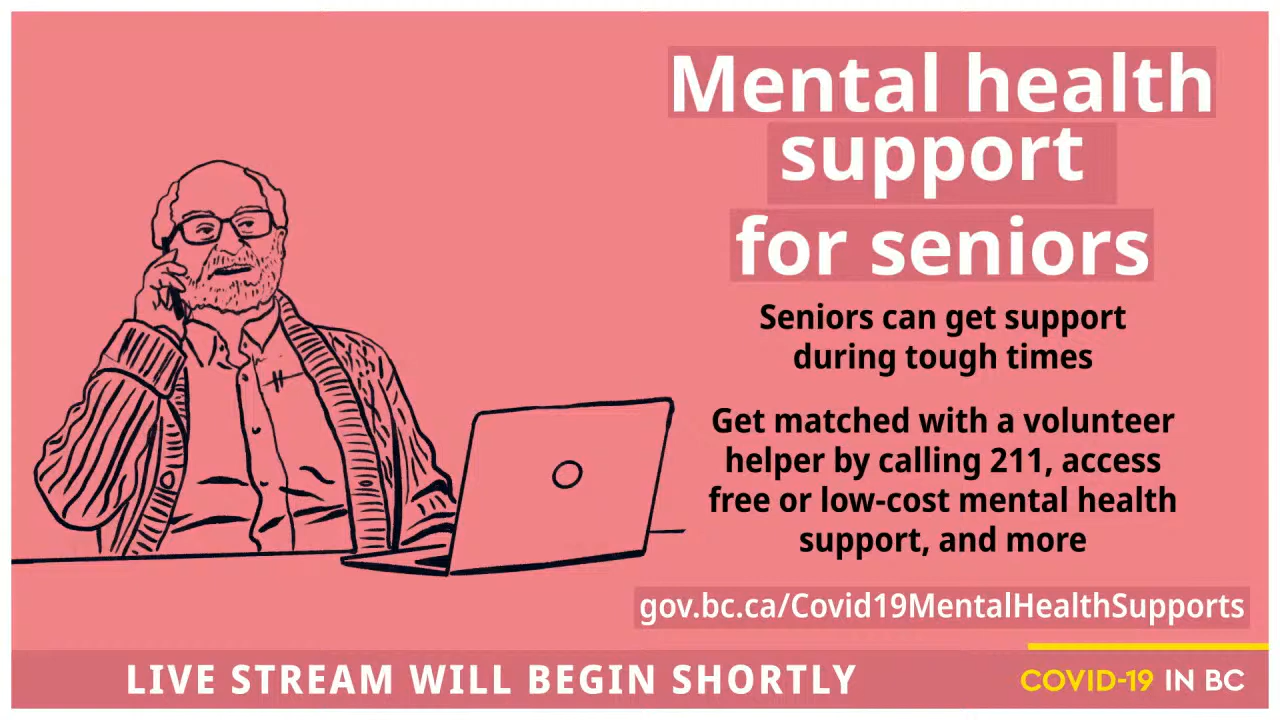 Mental health
support
for seniors
Seniors can get support
during tough times
Get matched with a volunteer
helper by calling 211, access
free or low-cost mental health
support, and more
gov.bc.ca/Covid19MentalHealthSupports
LIVE STREAM WILL BEGIN SHORTLY
COVID-19 IN BC